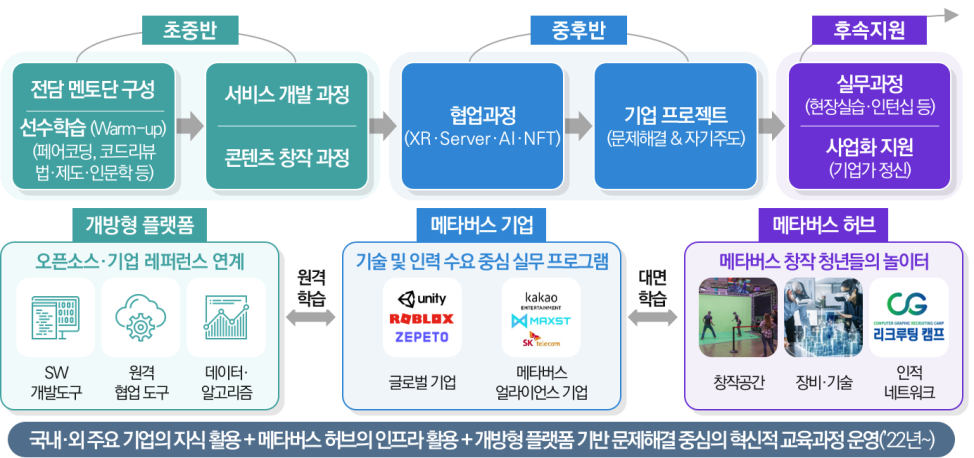 초중반
중후반
후속지원
전담 멘토단 구성
선수학습 (Warm-up)
(페어코딩, 코드리뷰
법·제도·인문학 등)
서비스 개발 과정
콘텐츠 창작 과정
협업과정
(XR·Server·AI·NFT)
기업 프로젝트
(문제해결 & 자기주도)
실무과정
(현장실습·인턴십 등)
사업화 지원
(기업가 정신)
개방형 플랫폼
오픈소스·기업 레퍼런스 연계
SW
개발도구
원격
협업 도구
데이터·
알고리즘
원격
학습
메타버스 기업
기술 및 인력 수요 중심 실무 프로그램
unity
ROBLOX
ZEPETO
글로벌 기업
kakao
ENTERTAINMENT
MAXST
SK telecom
메타버스
얼라이언스 기업
대면
학습
메타버스 허브
메타버스 창작 청년들의 놀이터
창작공간
장비·기술
CG
COMPUTER GRAPHIC RECRUITING CAMP
리크루팅 캠프
인적
네트워크
국내·외 주요 기업의 지식 활용 + 메타버스 허브의 인프라 활용 + 개방형 플랫폼 기반 문제해결 중심의 혁신적 교육과정 운영('22년~)